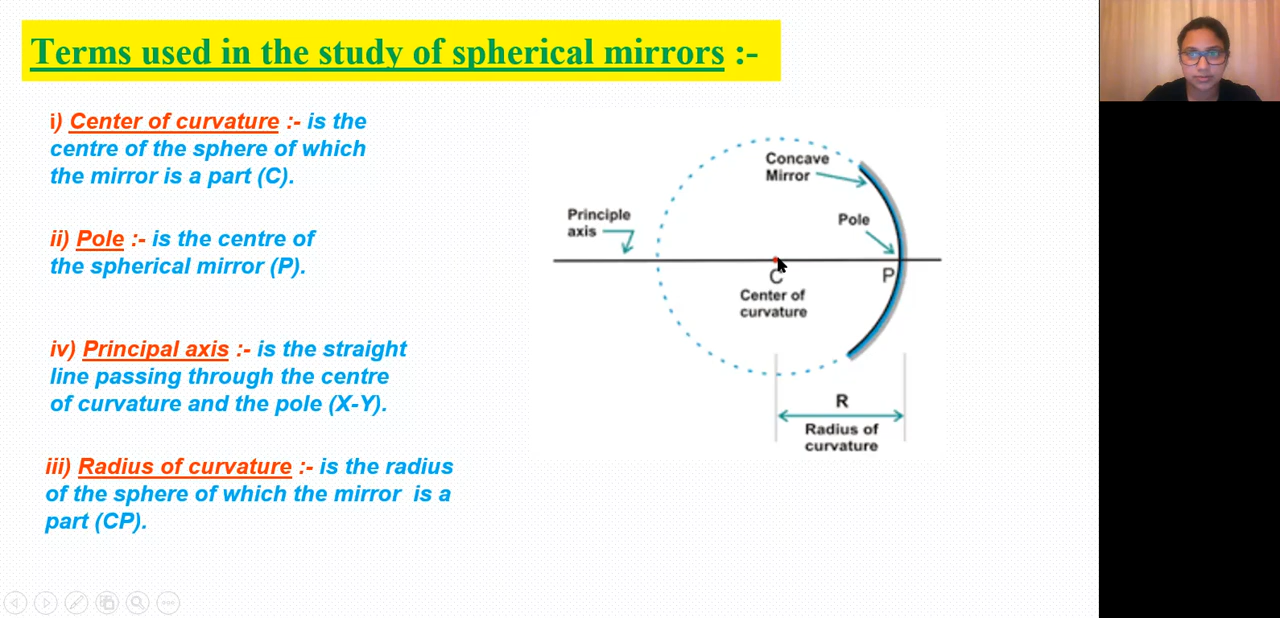 Terms used in the study of spherical mirrors :-
i) Center of curvature :- is the
centre of the sphere of which
the mirror is a part (C).
ii) Pole :- is the centre of
the spherical mirror (P).
iv) Principal axis :- is the straight
line passing through the centre
of curvature and the pole (X-Y).
iii) Radius of curvature :- is the radius
of the sphere of which the mirror is a
part (CP).
Concave
Mirror
Principle
axis
Pole
C
P
Center of
curvature
R
Radius of
curvature